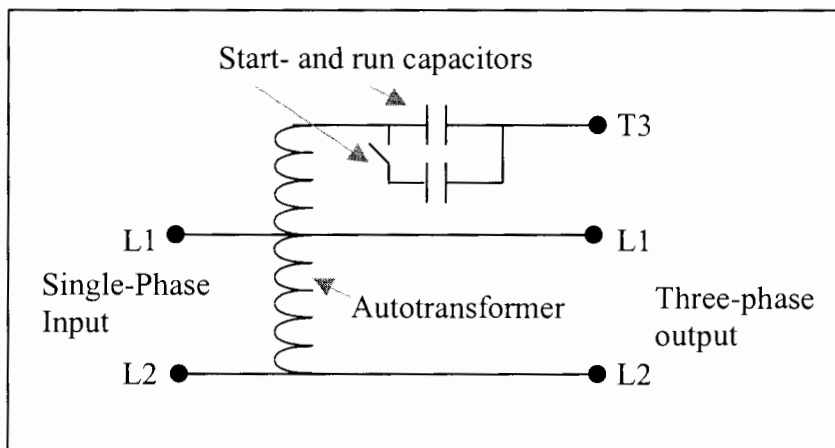 Start- and run capacitors
T3
L1
L1
Single-Phase
Input
Autotransformer
Three-phase
output
L2
L2